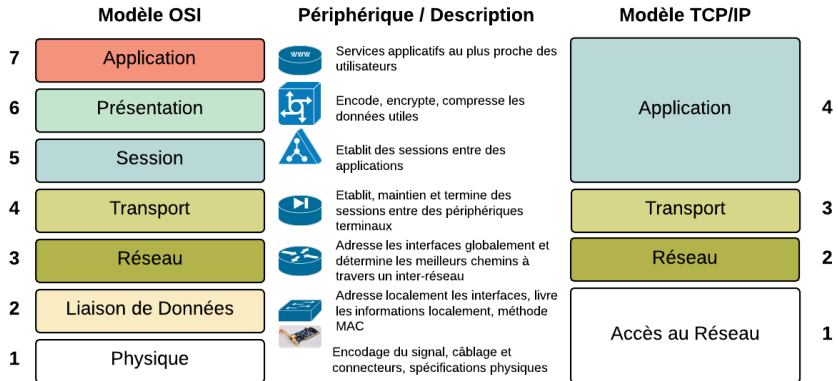 Modèle OSI
Périphérique / Description
Modèle TCP/IP
7
Application
www
Services applicatifs au plus proche des
utilisateurs
6
Présentation
Encode, encrypte, compresse les
données utiles
Application
4
5
Session
Etablit des sessions entre des
applications
4
Transport
Etablit, maintien et termine des
sessions entre des périphériques
terminaux
Transport
3
3
Réseau
Adresse les interfaces globalement et
détermine les meilleurs chemins à
travers un inter-réseau
Réseau
2
2
Liaison de Données
Adresse localement les interfaces, livre
les informations localement, méthode
MAC
Accès au Réseau
1
1
Physique
Encodage du signal, câblage et
connecteurs, spécifications physiques